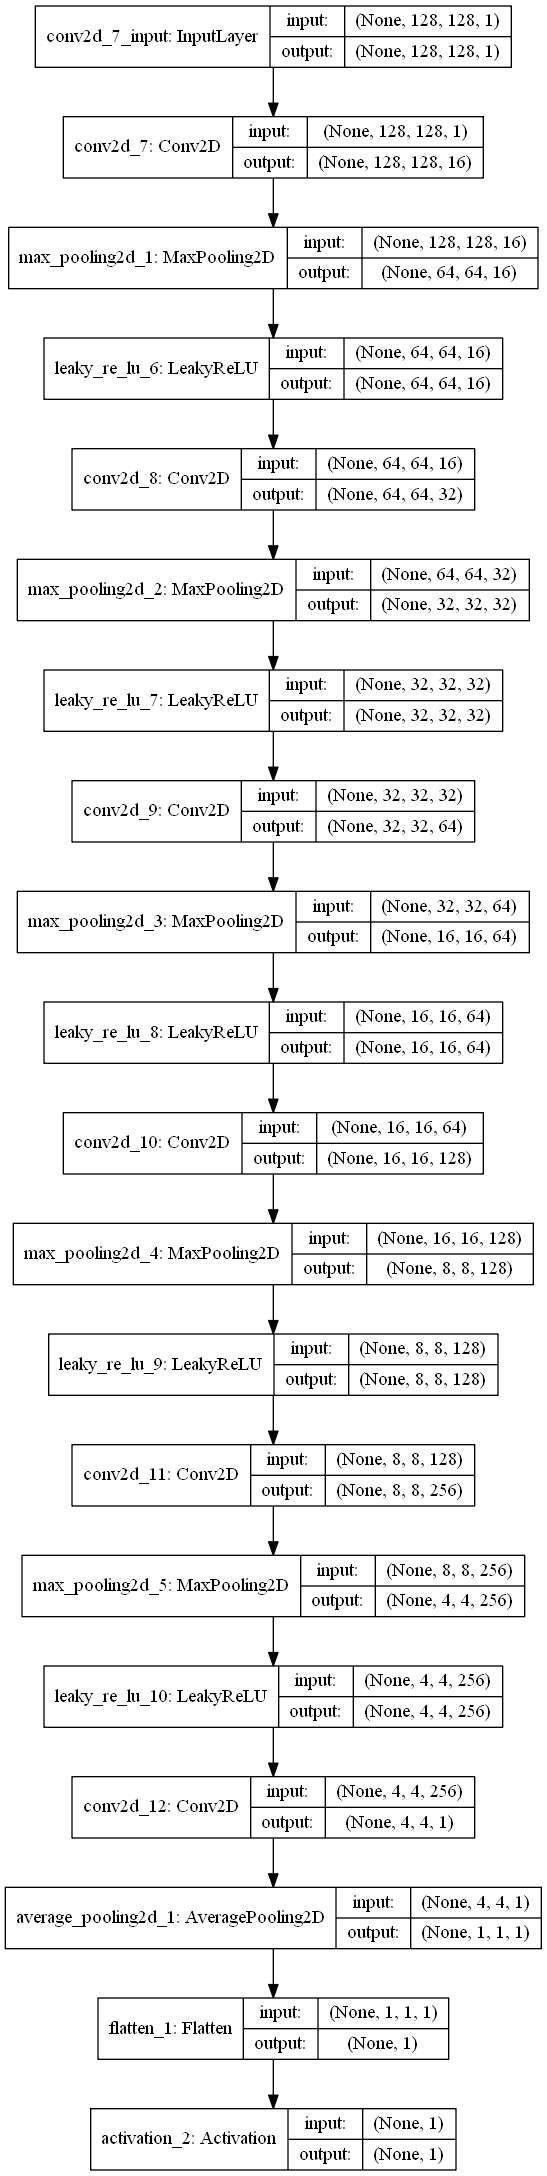 conv2d_7_input: InputLayer
input: (None, 128, 128, 1)
output: (None, 128, 128, 1)
conv2d_7: Conv2D
input: (None, 128, 128, 1)
output: (None, 128, 128, 16)
max_pooling2d_1: MaxPooling2D
input: (None, 128, 128, 16)
output: (None, 64, 64, 16)
leaky_re_lu_6: LeakyReLU
input: (None, 64, 64, 16)
output: (None, 64, 64, 16)
conv2d_8: Conv2D
input: (None, 64, 64, 16)
output: (None, 64, 64, 32)
max_pooling2d_2: MaxPooling2D
input: (None, 64, 64, 32)
output: (None, 32, 32, 32)
leaky_re_lu_7: LeakyReLU
input: (None, 32, 32, 32)
output: (None, 32, 32, 32)
conv2d_9: Conv2D
input: (None, 32, 32, 32)
output: (None, 32, 32, 64)
max_pooling2d_3: MaxPooling2D
input: (None, 32, 32, 64)
output: (None, 16, 16, 64)
leaky_re_lu_8: LeakyReLU
input: (None, 16, 16, 64)
output: (None, 16, 16, 64)
conv2d_10: Conv2D
input: (None, 16, 16, 64)
output: (None, 16, 16, 128)
max_pooling2d_4: MaxPooling2D
input: (None, 16, 16, 128)
output: (None, 8, 8, 128)
leaky_re_lu_9: LeakyReLU
input: (None, 8, 8, 128)
output: (None, 8, 8, 128)
conv2d_11: Conv2D
input: (None, 8, 8, 128)
output: (None, 8, 8, 256)
max_pooling2d_5: MaxPooling2D
input: (None, 8, 8, 256)
output: (None, 4, 4, 256)
leaky_re_lu_10: LeakyReLU
input: (None, 4, 4, 256)
output: (None, 4, 4, 256)
conv2d_12: Conv2D
input: (None, 4, 4, 256)
output: (None, 4, 4, 1)
average_pooling2d_1: AveragePooling2D
input: (None, 4, 4, 1)
output: (None, 1, 1, 1)
flatten_1: Flatten
input: (None, 1, 1, 1)
output: (None, 1)
activation_2: Activation
input: (None, 1)
output: (None, 1)